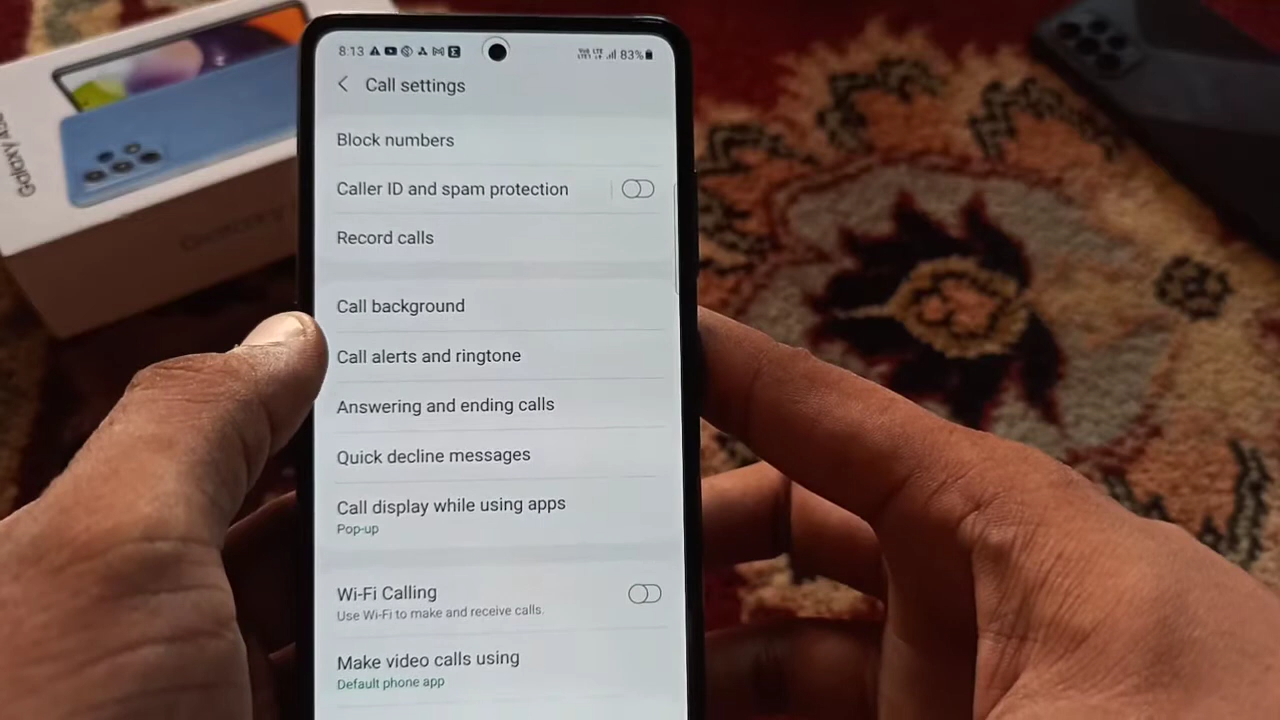 8:13
83%
Call settings
Block numbers
Caller ID and spam protection
Record calls
Call background
Call alerts and ringtone
Answering and ending calls
Quick decline messages
Call display while using apps
Pop-up
Wi-Fi Calling
Use Wi-Fi to make and receive calls.
Make video calls using
Default phone app
Galaxy